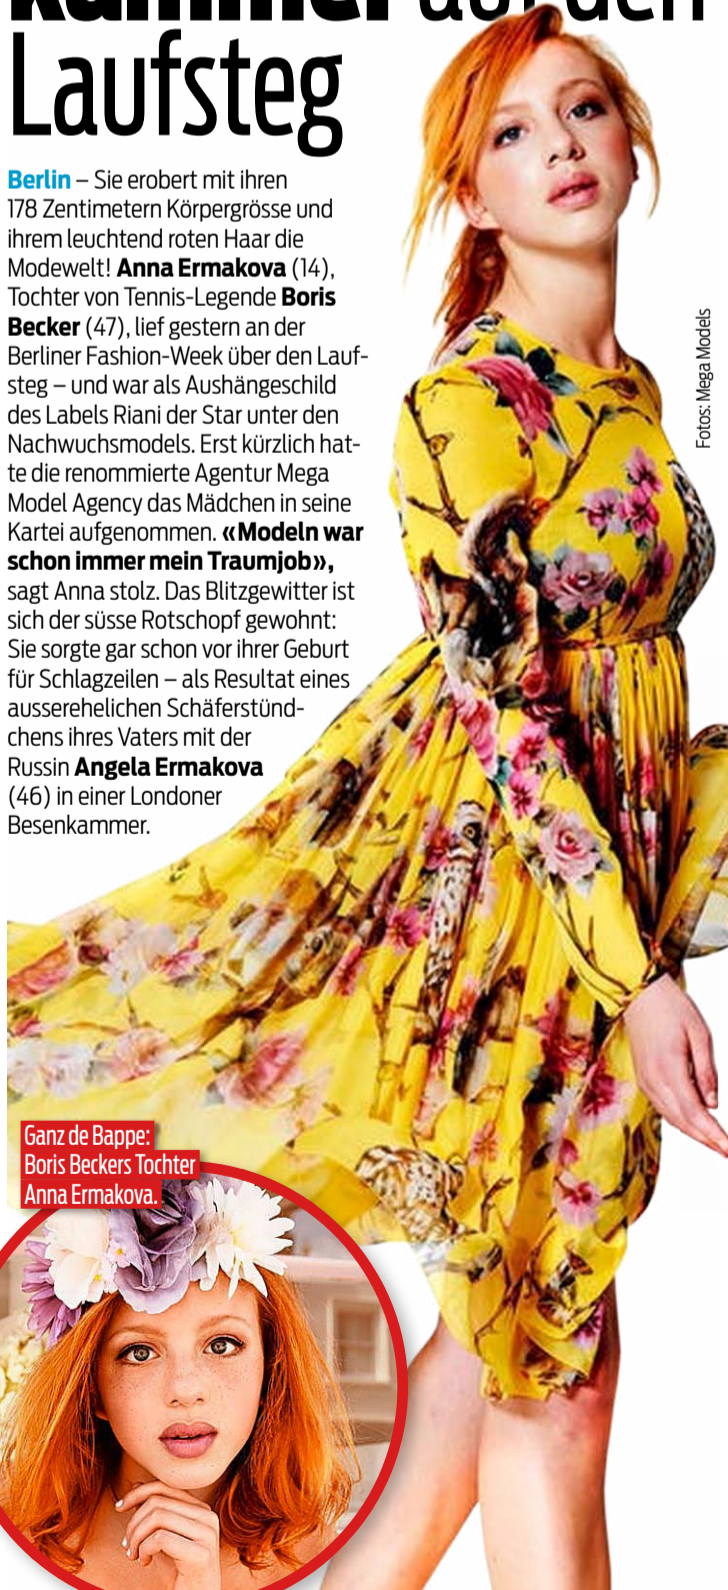 kammer auf den
Laufsteg
Berlin – Sie erobert mit ihren
178 Zentimetern Körpergrösse und
ihrem leuchtend roten Haar die
Modewelt! Anna Ermakova (14),
Tochter von Tennis-Legende Boris
Becker (47), lief gestern an der
Berliner Fashion-Week über den Lauf-
steg – und war als Aushängeschild
des Labels Riani der Star unter den
Nachwuchsmodels. Erst kürzlich hat-
te die renommierte Agentur Mega
Model Agency das Mädchen in seine
Kartei aufgenommen. «Modeln war
schon immer mein Traumjob»,
sagt Anna stolz. Das Blitzgewitter ist
sich der süsse Rotschopf gewohnt:
Sie sorgte gar schon vor ihrer Geburt
für Schlagzeilen – als Resultat eines
ausserehelichen Schäferstünd-
chens ihres Vaters mit der
Russin Angela Ermakova
(46) in einer Londoner
Besenkammer.
Fotos: Mega Models
Ganz de Bappe:
Boris Beckers Tochter
Anna Ermakova.